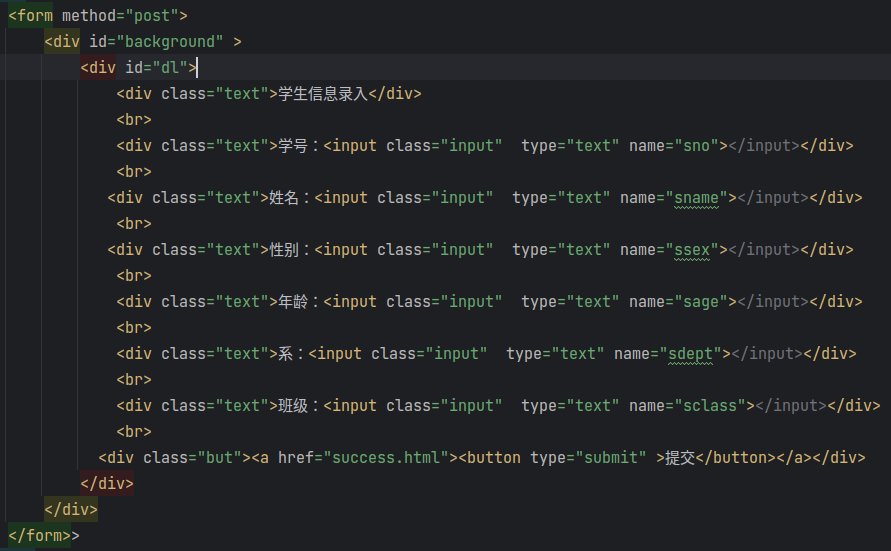 <form method="post">
<div id="background" >
<div id="dl">
<div class="text">学生信息录入</div>
<br>
<div class="text">学号：<input class="input"  type="text" name="sno"></input></div>
<br>
<div class="text">姓名：<input class="input"  type="text" name="sname"></input></div>
<br>
<div class="text">性别：<input class="input"  type="text" name="ssex"></input></div>
<br>
<div class="text">年龄：<input class="input"  type="text" name="sage"></input></div>
<br>
<div class="text">系：<input class="input"  type="text" name="sdept"></input></div>
<br>
<div class="text">班级：<input class="input"  type="text" name="sclass"></input></div>
<br>
<div class="but"><a href="success.html"><button type="submit" >提交</button></a></div>
</div>
</div>
</form>>